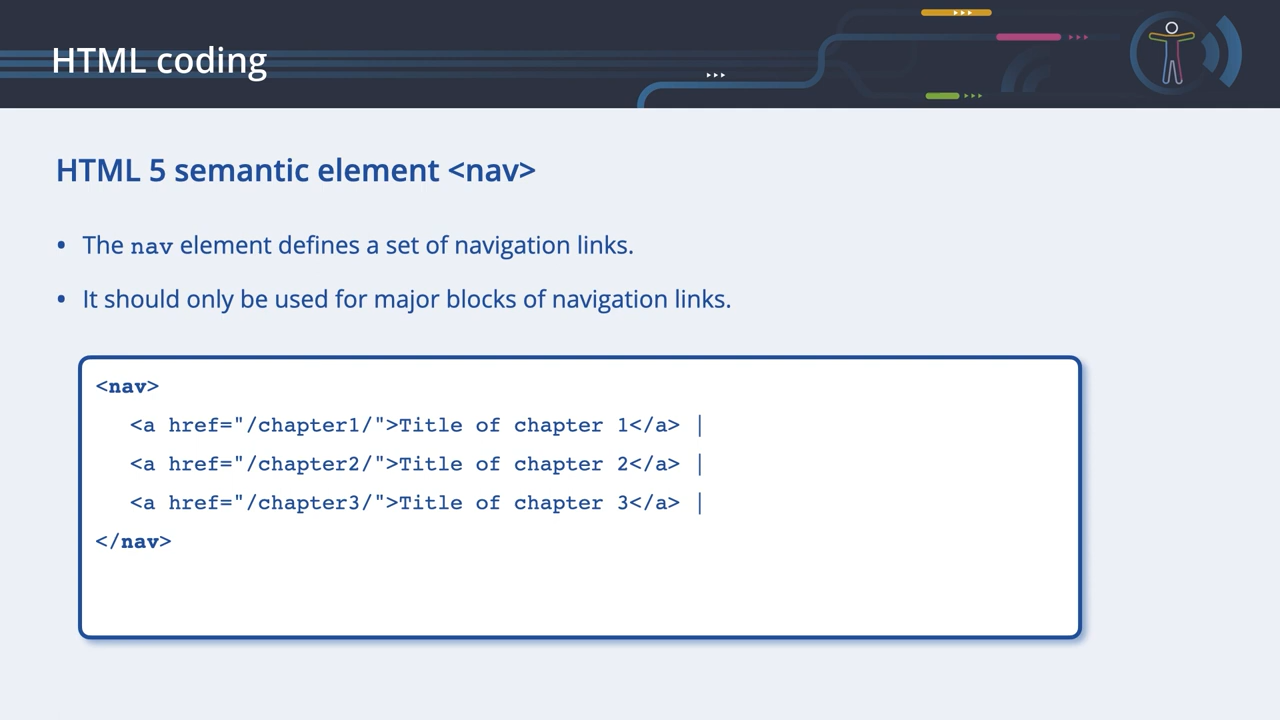 HTML coding
HTML 5 semantic element <nav>
• The nav element defines a set of navigation links.
• It should only be used for major blocks of navigation links.
<nav>
<a href="/chapter1/">Title of chapter 1</a> |
<a href="/chapter2/">Title of chapter 2</a> |
<a href="/chapter3/">Title of chapter 3</a> |
</nav>